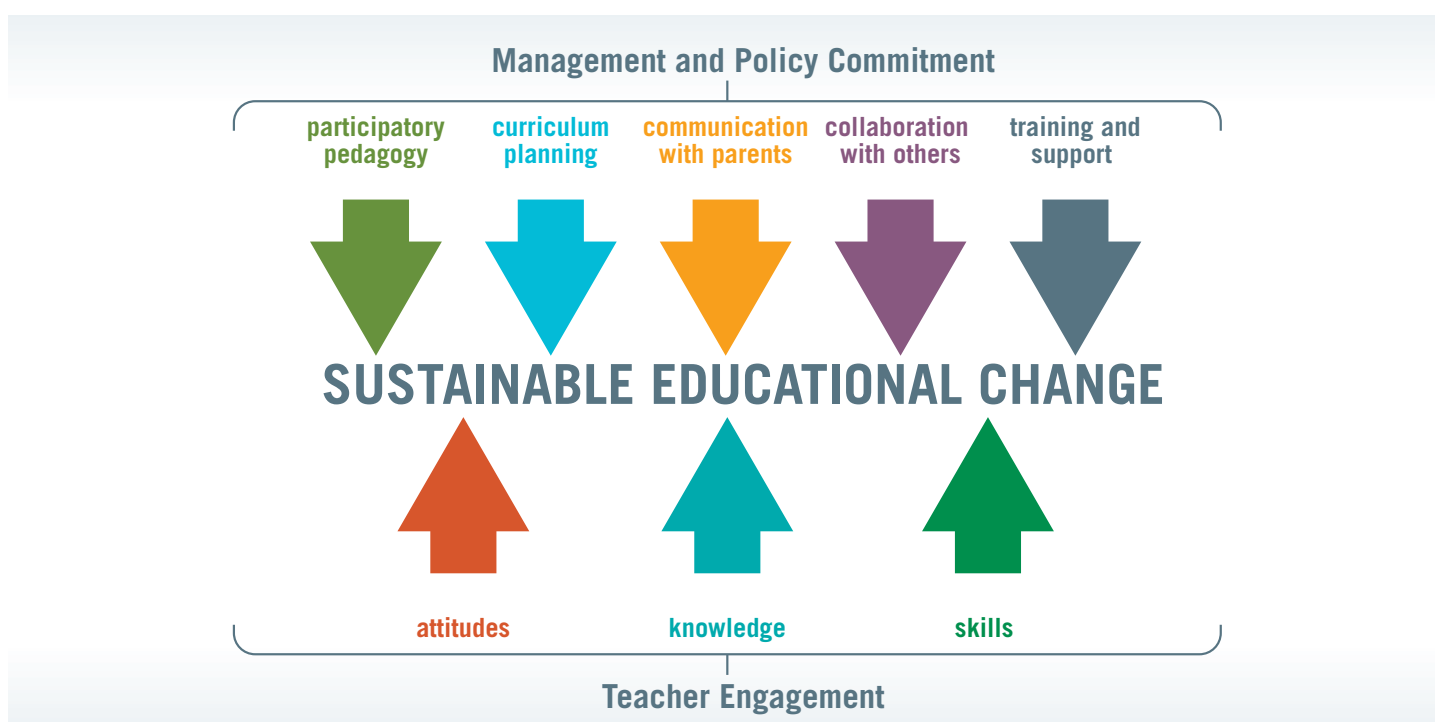 Management and Policy Commitment
participatory
pedagogy
curriculum
planning
communication
with parents
collaboration
with others
training and
support
SUSTAINABLE EDUCATIONAL CHANGE
attitudes
knowledge
skills
Teacher Engagement